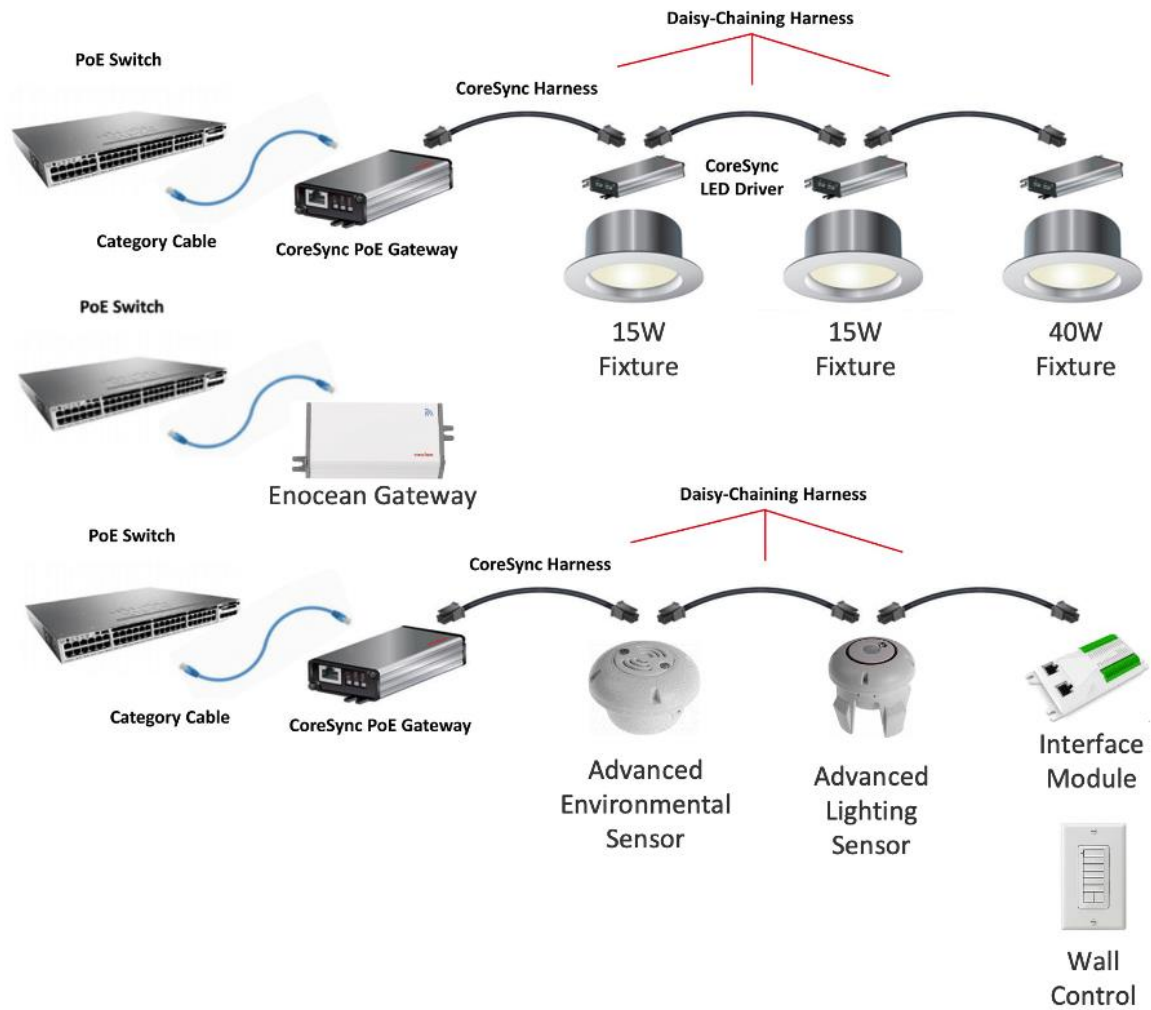 Daisy-Chaining Harness
PoE Switch
CoreSync Harness
CoreSync
LED Driver
Category Cable
CoreSync PoE Gateway
15W
Fixture
15W
Fixture
40W
Fixture
PoE Switch
Enocean Gateway
Daisy-Chaining Harness
PoE Switch
CoreSync Harness
Category Cable
CoreSync PoE Gateway
Advanced
Environmental
Sensor
Advanced
Lighting
Sensor
Interface
Module
Wall
Control